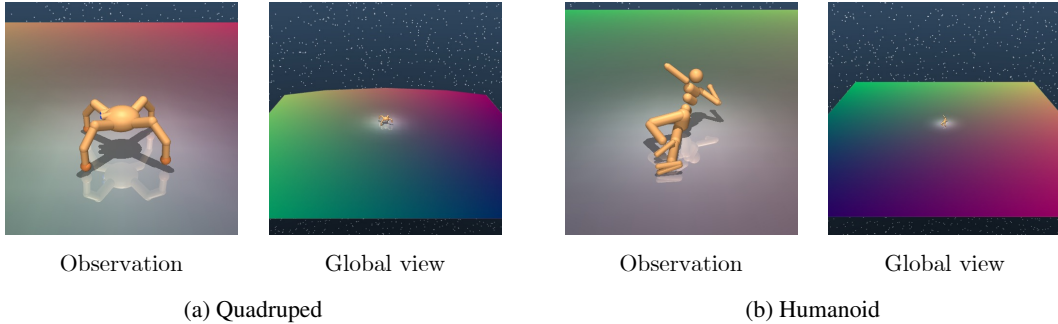 Observation
Global view
Observation
Global view
(a) Quadruped
(b) Humanoid